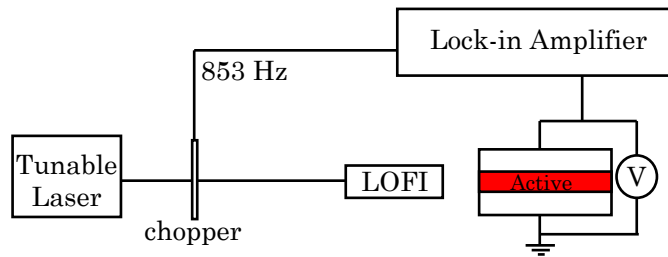 Lock-in Amplifier
853 Hz
Tunable
Laser
LOFI
Active
V
chopper